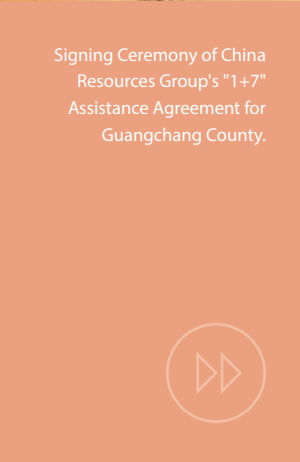 Signing Ceremony of China
Resources Group's "1+7"
Assistance Agreement for
Guangchang County.